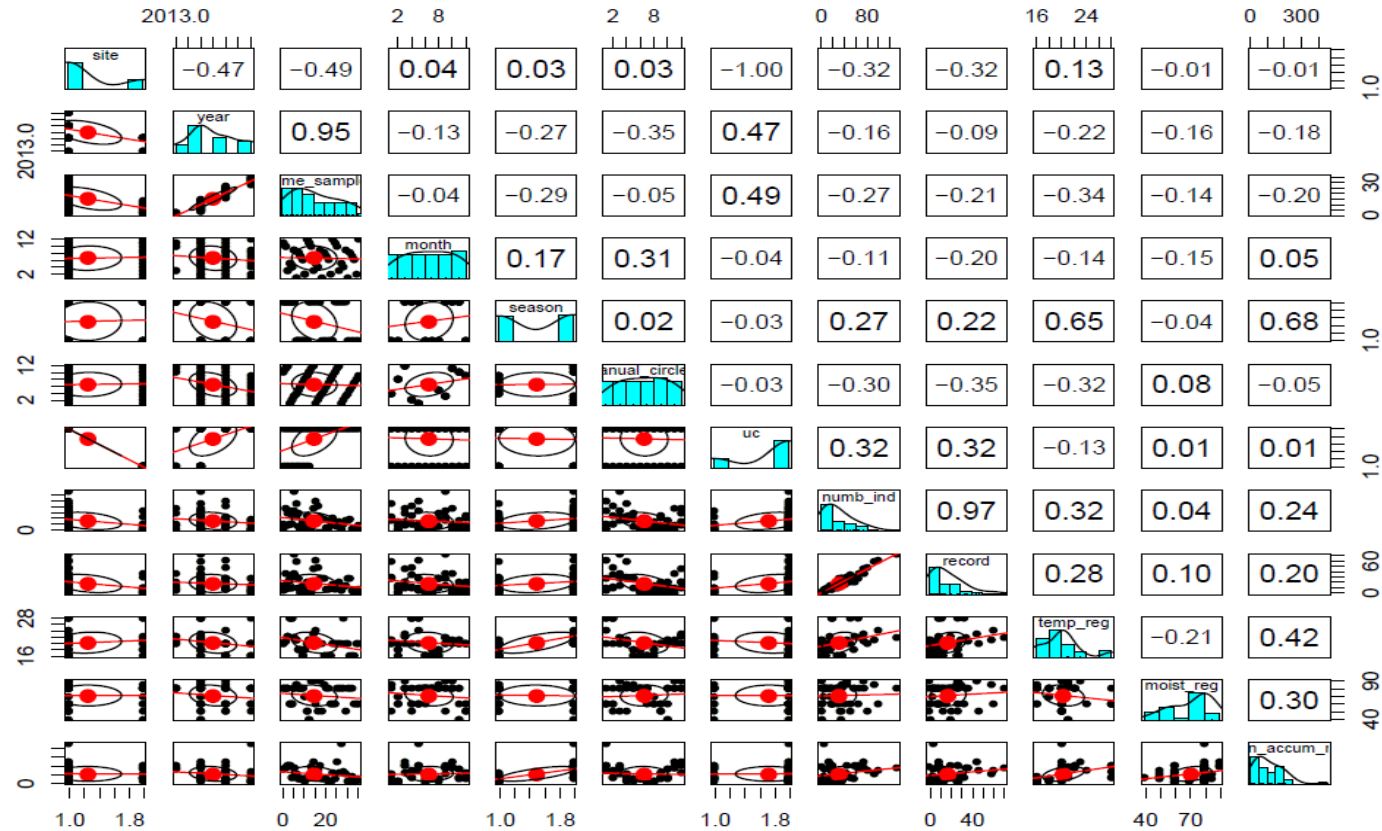 2013.0 2 8 2 8 0 80 16 24 0 300
site −0.47 −0.49 0.04 0.03 0.03 −1.00 −0.32 −0.32 0.13 −0.01 −0.01 1.0
2013.0 year 0.95 −0.13 −0.27 −0.35 0.47 −0.16 −0.09 −0.22 −0.16 −0.18
me_sampl −0.04 −0.29 −0.05 0.49 −0.27 −0.21 −0.34 −0.14 −0.20 0 30
2 12 month 0.17 0.31 −0.04 −0.11 −0.20 −0.14 −0.15 0.05
season 0.02 −0.03 0.27 0.22 0.65 −0.04 0.68 1.0
2 12 anual_circle −0.03 −0.30 −0.35 −0.32 0.08 −0.05
uc 0.32 0.32 −0.13 0.01 0.01 1.0
0 numb_ind 0.97 0.32 0.04 0.24
record 0.28 0.10 0.20 0 60
16 28 temp_reg −0.21 0.42
moist_reg 0.30 40 90
0 n_accum_r
1.0 1.8 0 20 2 8 1.0 1.8 2 8 1.0 1.8 0 40 40 70